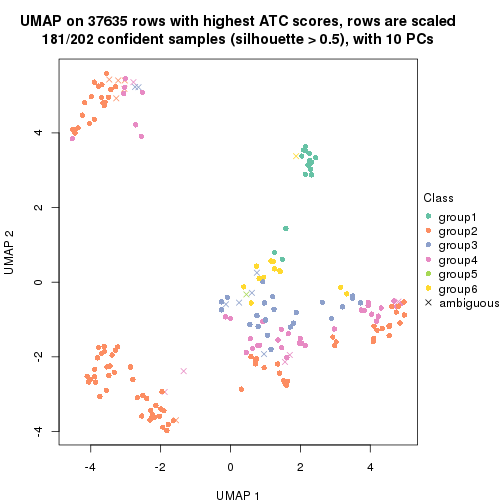 UMAP on 37635 rows with highest ATC scores, rows are scaled
181/202 confident samples (silhouette > 0.5), with 10 PCs
4
2
0
-2
-4
UMAP 2
-4
-2
0
2
4
UMAP 1
Class
group1
group2
group3
group4
group5
group6
ambiguous